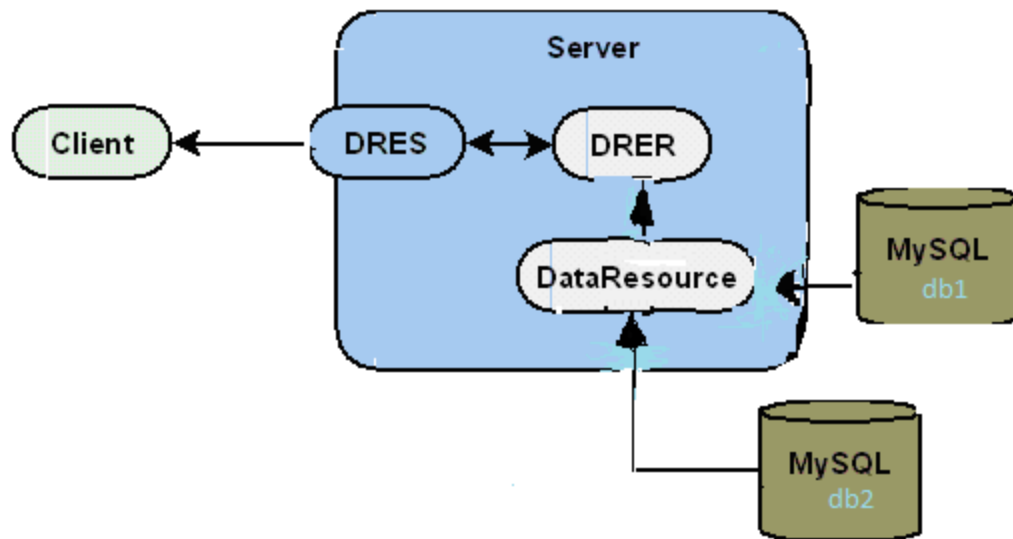 Server
Client
DRES
DRER
DataResource
MySQL
db1
MySQL
db2